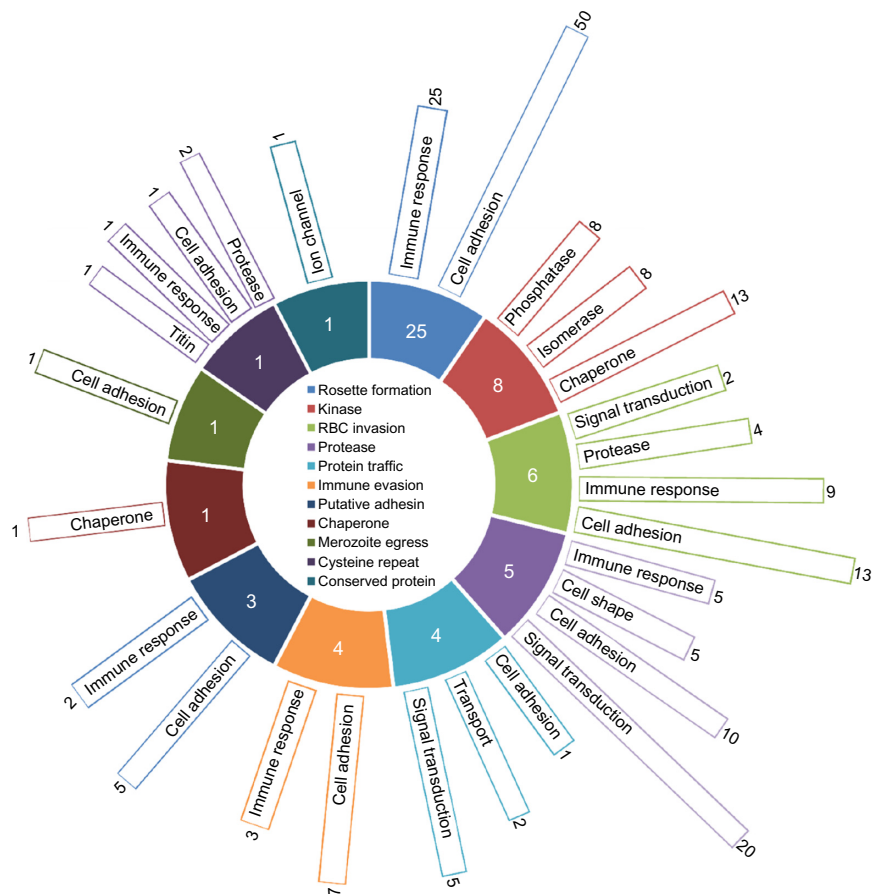 50
Cell adhesion
25
Immune response
8
Phosphatase
8
Isomerase
13
Chaperone
2
Signal transduction
4
Protease
9
Immune response
13
Cell adhesion
5
Immune response
5
Cell shape
10
Cell adhesion
20
Signal transduction
1
Cell adhesion
2
Transport
5
Signal transduction
7
Cell adhesion
3
Immune response
5
Cell adhesion
2
Immune response
1
Chaperone
1
Cell adhesion
1
Titin
1
Immune response
1
Cell adhesion
2
Protease
1
Ion channel
25
8
6
5
4
4
3
1
1
1
1
Rosette formation
Kinase
RBC invasion
Protease
Protein traffic
Immune evasion
Putative adhesin
Chaperone
Merozoite egress
Cysteine repeat
Conserved protein